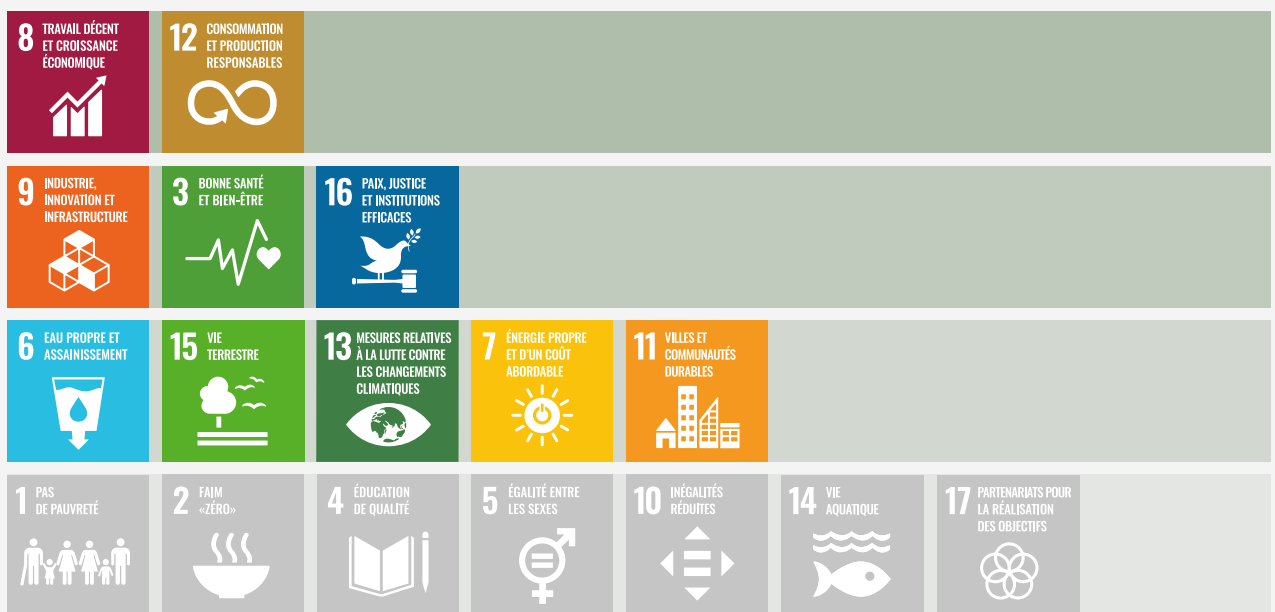 8 TRAVAIL DÉCENT
ET CROISSANCE
ÉCONOMIQUE
12 CONSOMMATION
ET PRODUCTION
RESPONSABLES
9 INDUSTRIE,
INNOVATION ET
INFRASTRUCTURE
3 BONNE SANTÉ
ET BIEN-ÊTRE
16 PAIX, JUSTICE
ET INSTITUTIONS
EFFICACES
6 EAU PROPRE ET
ASSAINISSEMENT
15 VIE
TERRESTRE
13 MESURES RELATIVES
À LA LUTTE CONTRE
LES CHANGEMENTS
CLIMATIQUES
7 ÉNERGIE PROPRE
ET D'UN COÛT
ABORDABLE
11 VILLES ET
COMMUNAUTÉS
DURABLES
1 PAS
DE PAUVRETÉ
2 FAIM
«ZÉRO»
4 ÉDUCATION
DE QUALITÉ
5 ÉGALITÉ ENTRE
LES SEXES
10 INÉGALITÉS
RÉDUITES
14 VIE
AQUATIQUE
17 PARTENARIATS POUR
LA RÉALISATION
DES OBJECTIFS